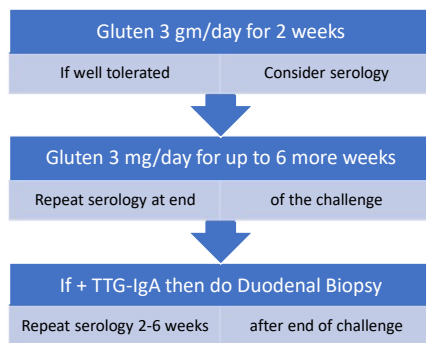 Gluten 3 gm/day for 2 weeks
If well tolerated
Consider serology
Gluten 3 mg/day for up to 6 more weeks
Repeat serology at end
of the challenge
If + TTG-IgA then do Duodenal Biopsy
Repeat serology 2-6 weeks
after end of challenge